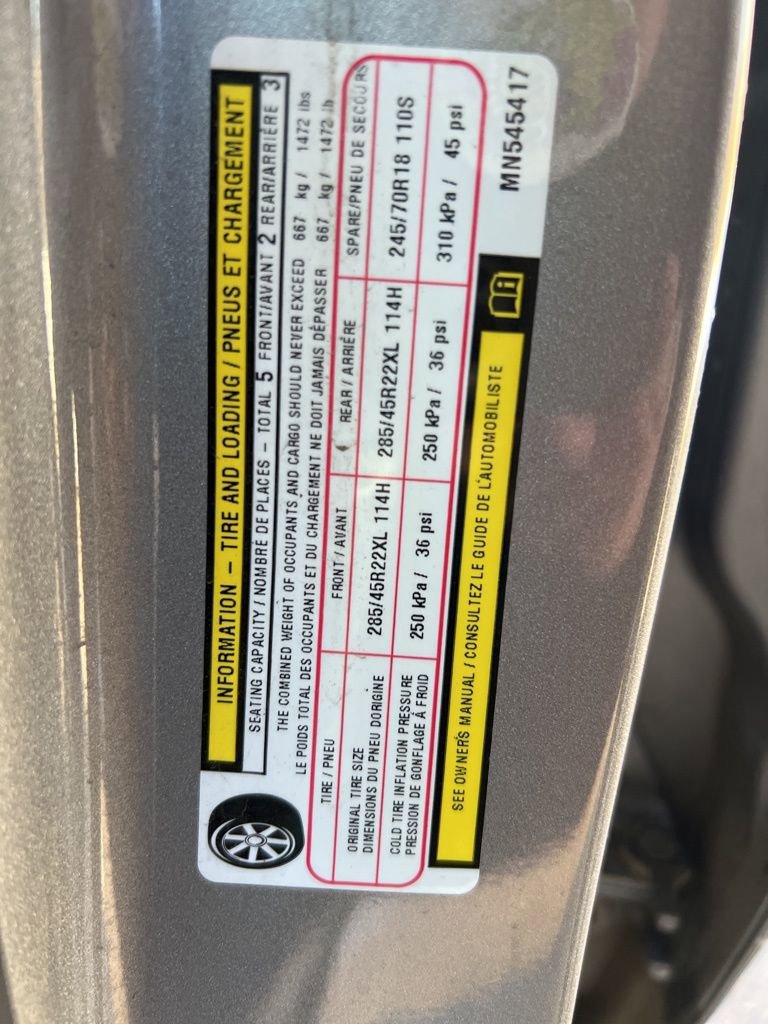 INFORMATION – TIRE AND LOADING / PNEUS ET CHARGEMENT
SEATING CAPACITY / NOMBRE DE PLACES – TOTAL 5 FRONT/AVANT 2 REAR/ARRIÈRE 3
THE COMBINED WEIGHT OF OCCUPANTS AND CARGO SHOULD NEVER EXCEED 667 kg / 1472 lbs
LE POIDS TOTAL DES OCCUPANTS ET DU CHARGEMENT NE DOIT JAMAIS DÉPASSER 667 kg / 1472 lb
TIRE / PNEU FRONT / AVANT REAR / ARRIÈRE SPARE/PNEU DE SECOURS
ORIGINAL TIRE SIZE
DIMENSIONS DU PNEU DORIGINE
285/45R22XL 114H 285/45R22XL 114H 245/70R18 110S
COLD TIRE INFLATION PRESSURE
PRESSION DE GONFLAGE À FROID
250 kPa / 36 psi 250 kPa / 36 psi 310 kPa / 45 psi
SEE OWNER'S MANUAL / CONSULTEZ LE GUIDE DE L'AUTOMOBILISTE
MN545417